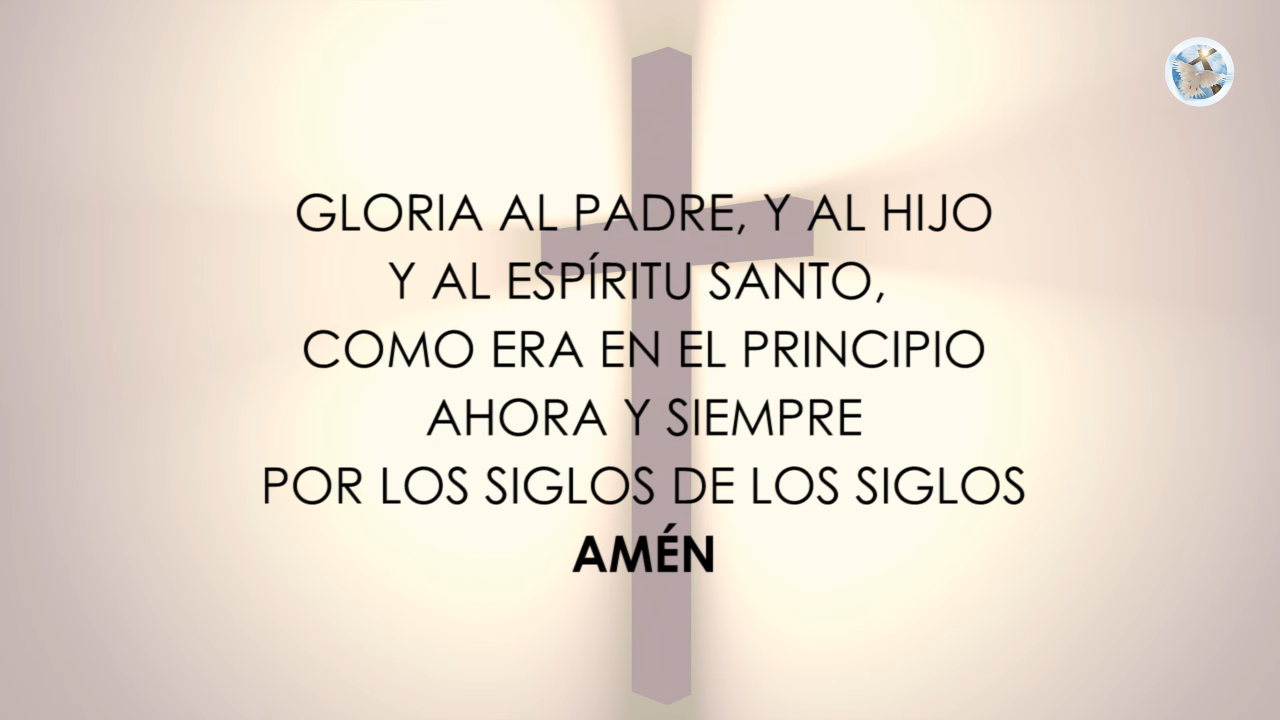 GLORIA AL PADRE, Y AL HIJO
Y AL ESPÍRITU SANTO,
COMO ERA EN EL PRINCIPIO
AHORA Y SIEMPRE
POR LOS SIGLOS DE LOS SIGLOS
AMÉN